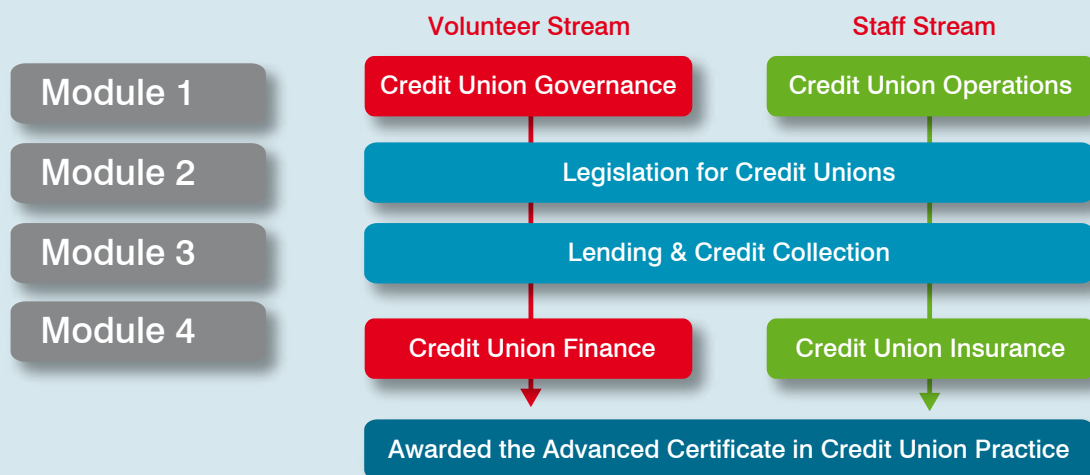 Volunteer Stream
Staff Stream
Module 1
Credit Union Governance
Credit Union Operations
Module 2
Legislation for Credit Unions
Module 3
Lending & Credit Collection
Module 4
Credit Union Finance
Credit Union Insurance
Awarded the Advanced Certificate in Credit Union Practice